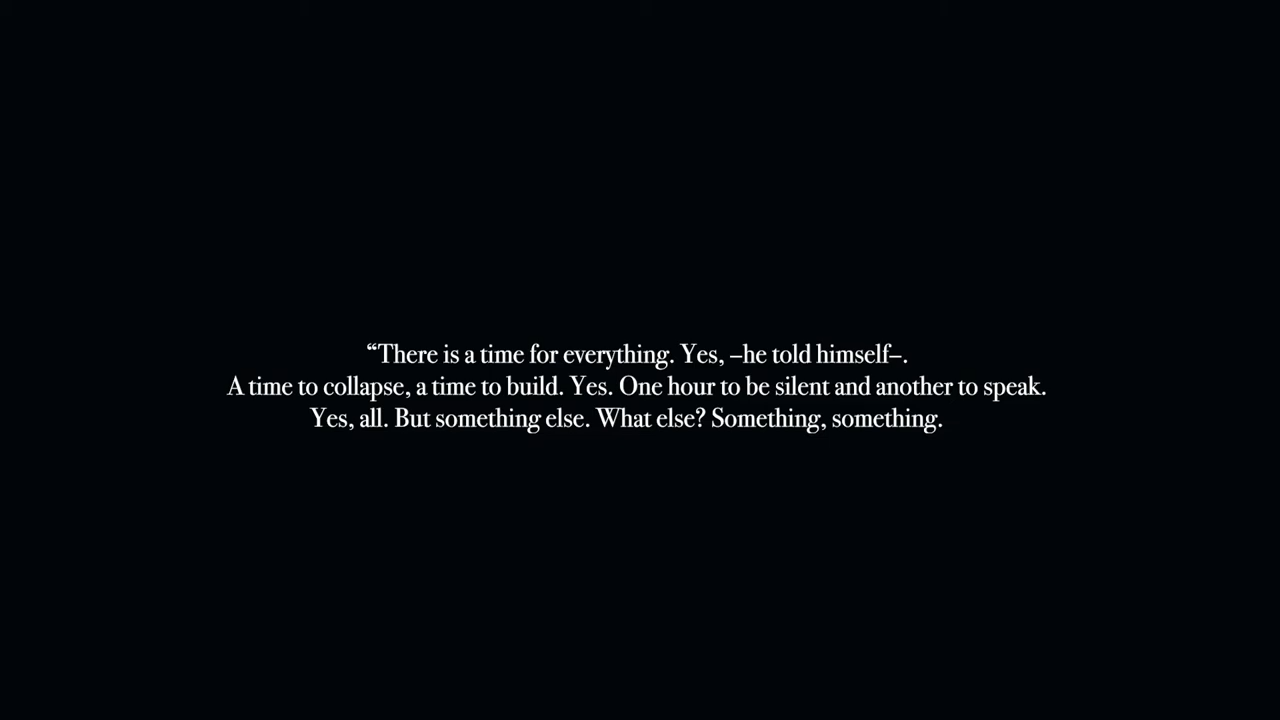 “There is a time for everything. Yes, –he told himself–.
A time to collapse, a time to build. Yes. One hour to be silent and another to speak.
Yes, all. But something else. What else? Something, something.